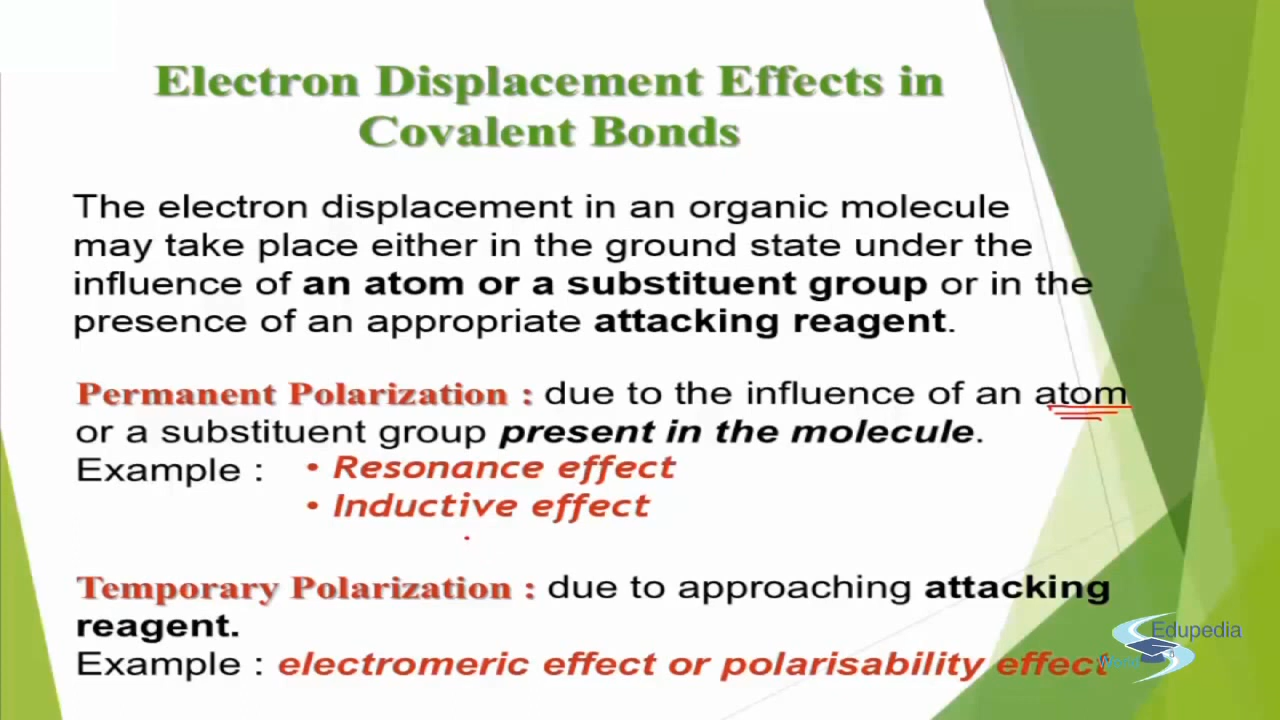 Electron Displacement Effects in
Covalent Bonds
The electron displacement in an organic molecule
may take place either in the ground state under the
influence of an atom or a substituent group or in the
presence of an appropriate attacking reagent.
Permanent Polarization : due to the influence of an atom
or a substituent group present in the molecule.
Example : • Resonance effect
• Inductive effect
Temporary Polarization : due to approaching attacking
reagent.
Example : electromeric effect or polarisability effect
Edupedia
World